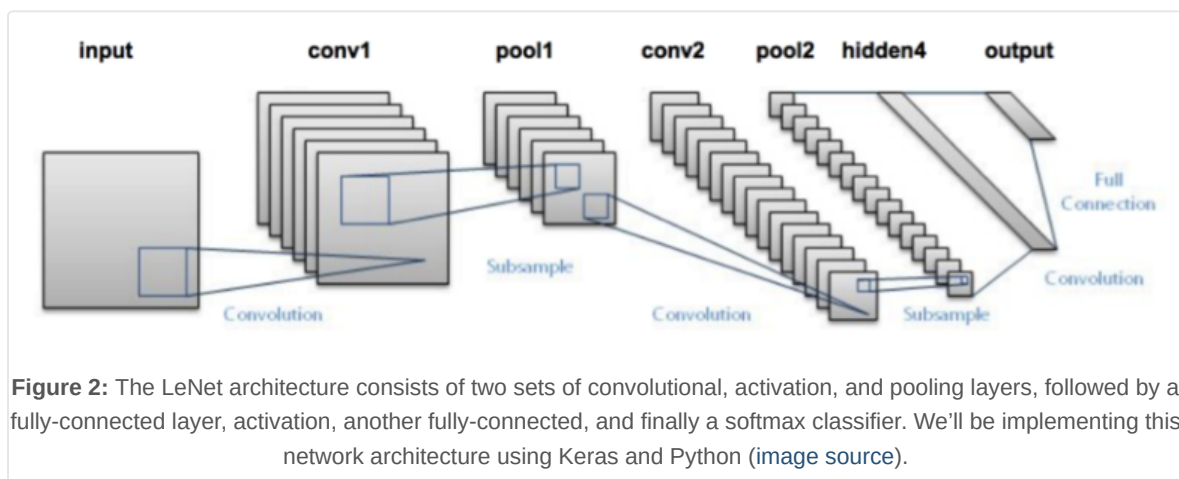 input conv1 pool1 conv2 pool2 hidden4 output
Full
Connection
Subsample
Convolution
Convolution
Convolution
Subsample
Figure 2: The LeNet architecture consists of two sets of convolutional, activation, and pooling layers, followed by a
fully-connected layer, activation, another fully-connected, and finally a softmax classifier. We’ll be implementing this
network architecture using Keras and Python (image source).